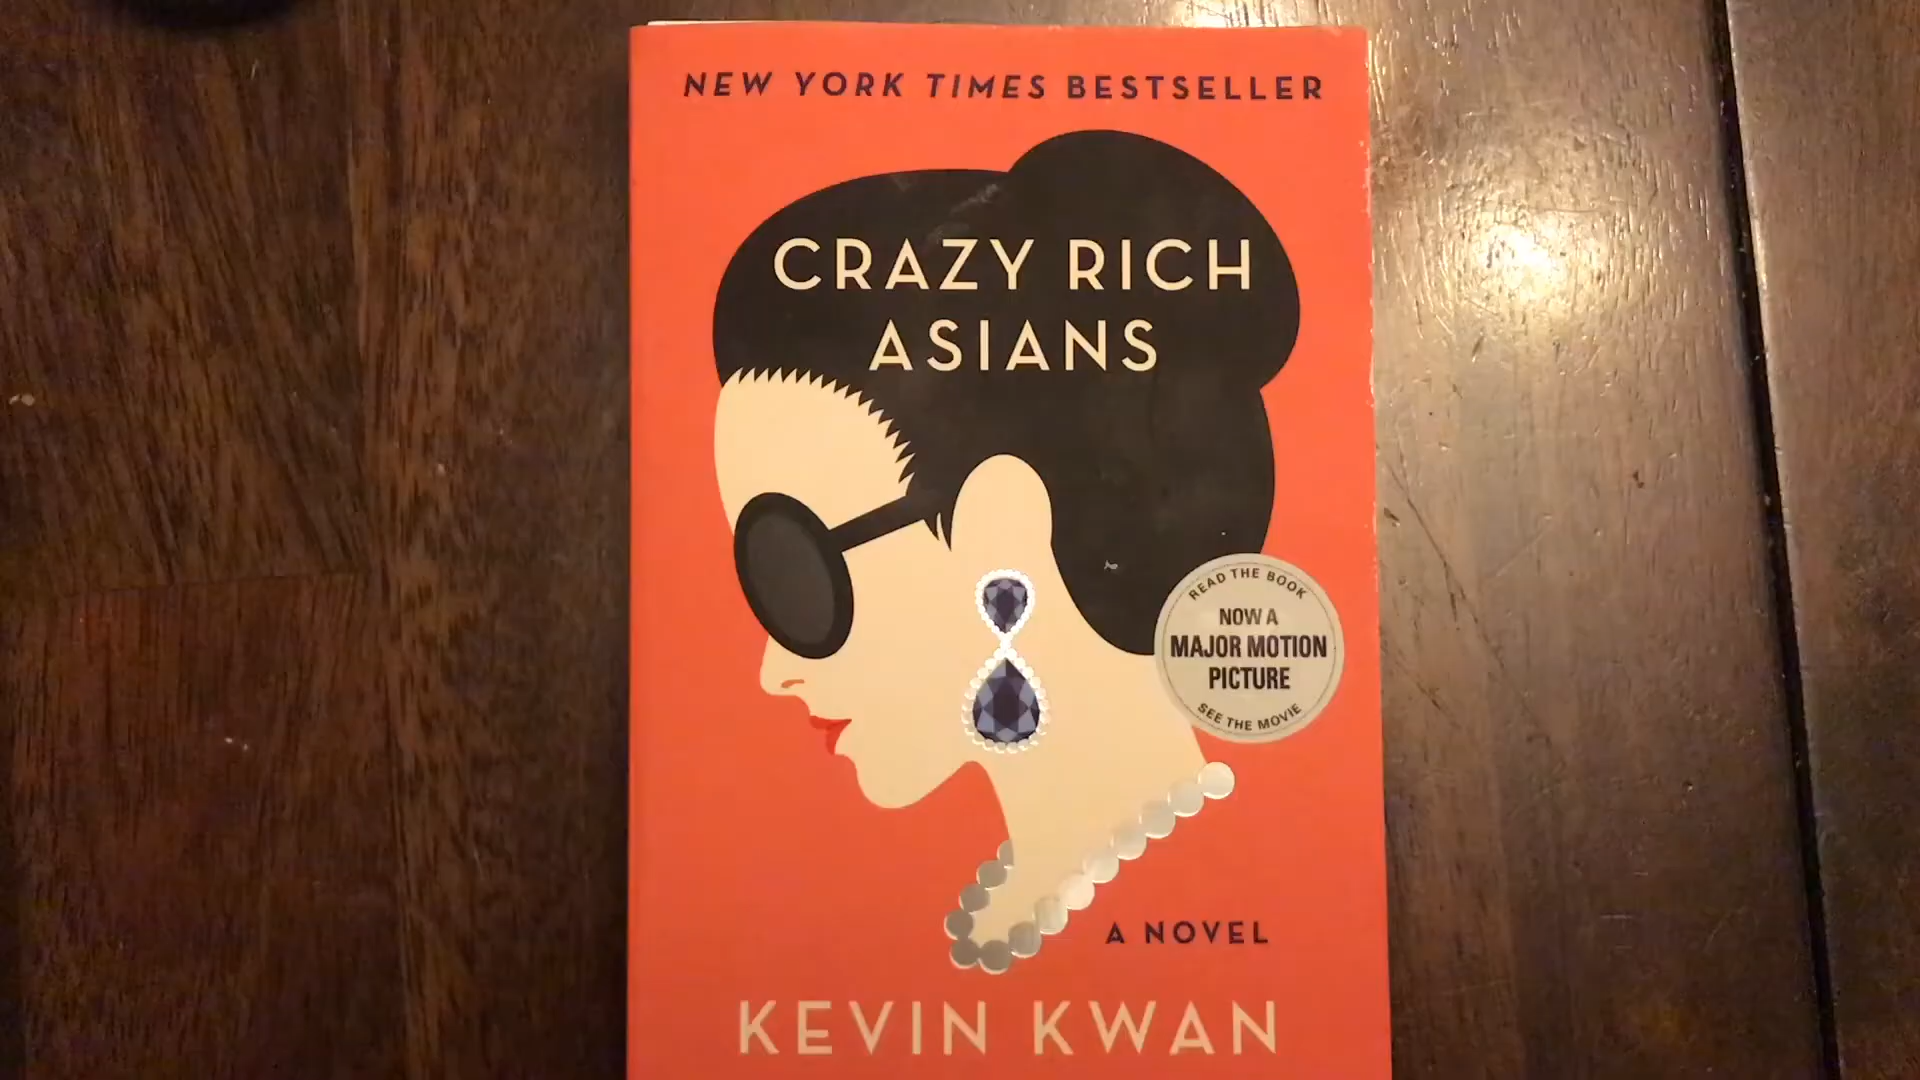 NEW YORK TIMES BESTSELLER
CRAZY RICH
ASIANS
READ THE BOOK
NOW A
MAJOR MOTION
PICTURE
SEE THE MOVIE
A NOVEL
KEVIN KWAN